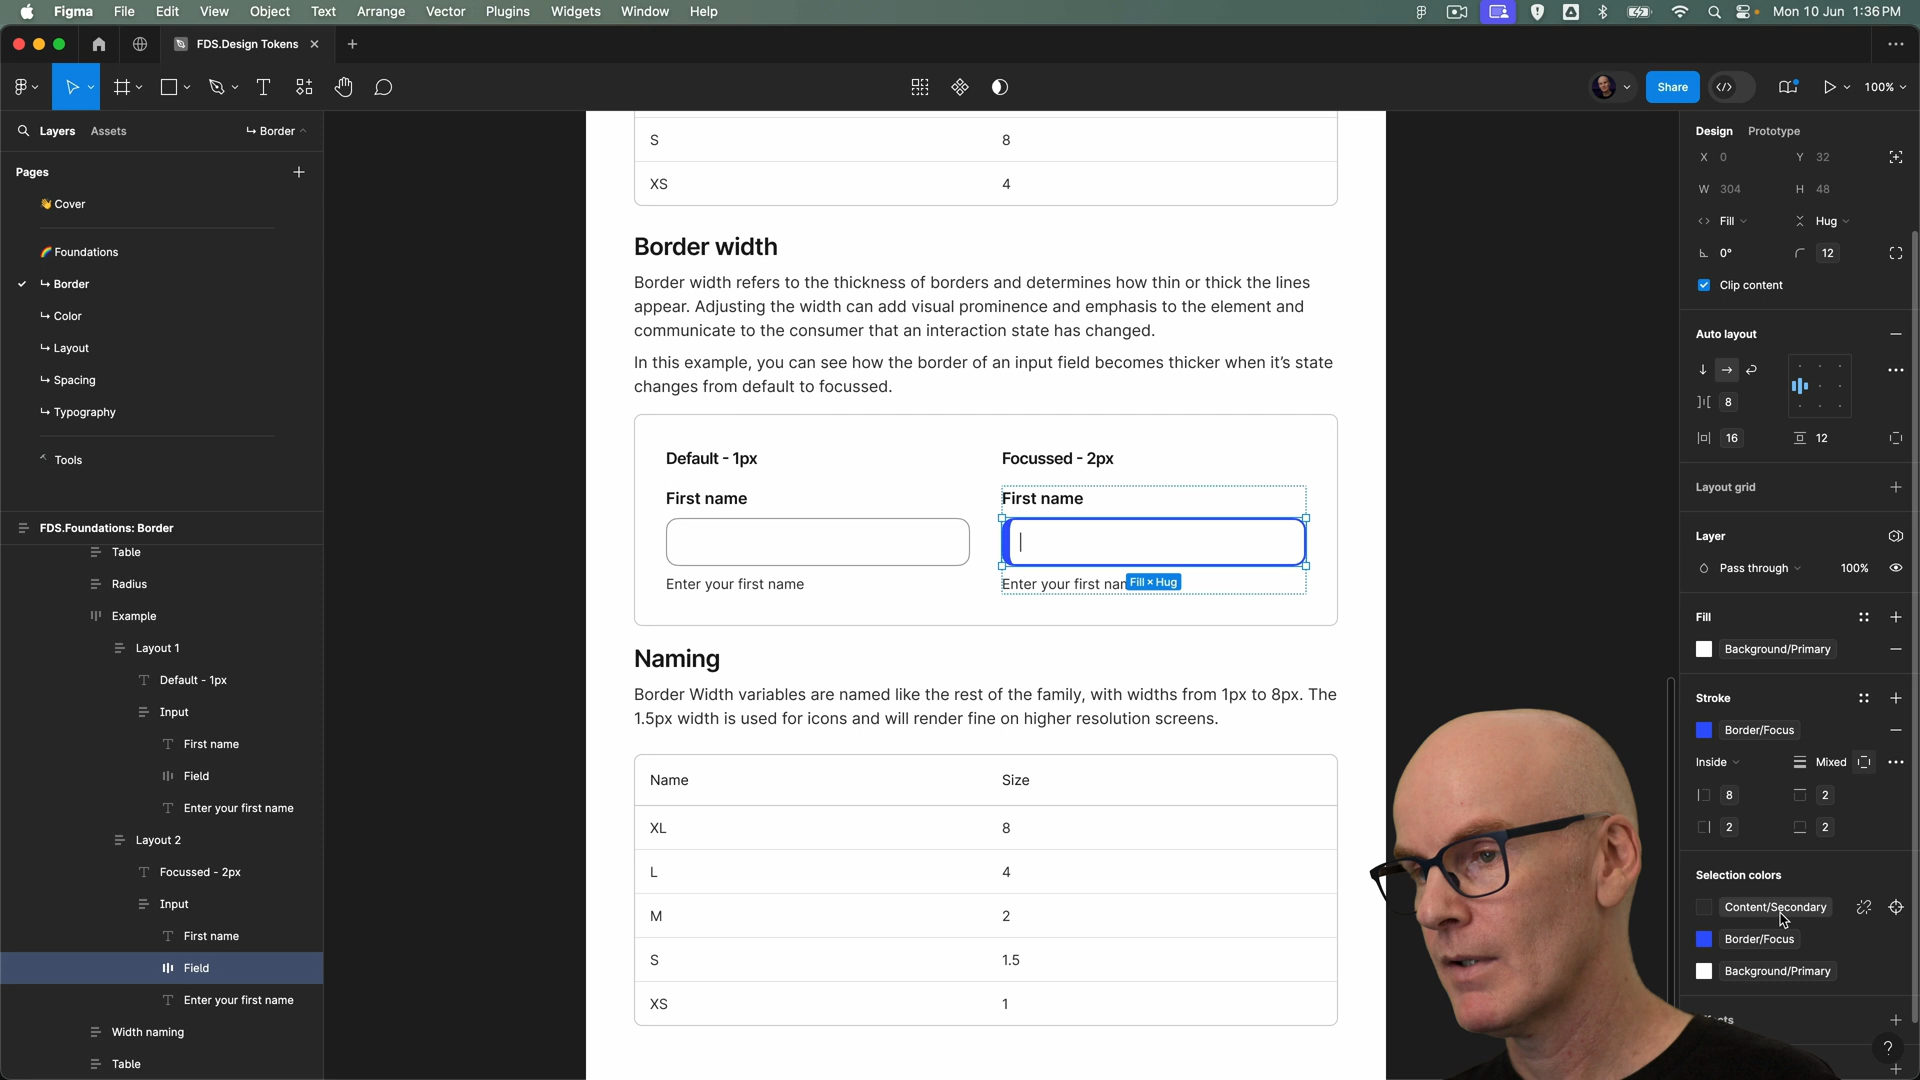 Figma File Edit View Object Text Arrange Vector Plugins Widgets Window Help Mon 10 Jun 1:36 PM
FDS.Design Tokens
Share 100%
Layers Assets ↳ Border
Pages
👋 Cover
🌈 Foundations
↳ Border
↳ Color
↳ Layout
↳ Spacing
↳ Typography
Tools
FDS.Foundations: Border
Table
Radius
Example
Layout 1
Default - 1px
Input
First name
Field
Enter your first name
Layout 2
Focussed - 2px
Input
First name
Field
Enter your first name
Width naming
Table
S 8
XS 4
Border width
Border width refers to the thickness of borders and determines how thin or thick the lines
appear. Adjusting the width can add visual prominence and emphasis to the element and
communicate to the consumer that an interaction state has changed.
In this example, you can see how the border of an input field becomes thicker when it's state
changes from default to focussed.
Default - 1px
First name
Enter your first name
Focussed - 2px
First name
Enter your first nam
Fill × Hug
Naming
Border Width variables are named like the rest of the family, with widths from 1px to 8px. The
1.5px width is used for icons and will render fine on higher resolution screens.
Name Size
XL 8
L 4
M 2
S 1.5
XS 1
Design Prototype
X 0 Y 32
W 304 H 48
Fill Hug
0° 12
Clip content
Auto layout
8
16 12
Layout grid
Layer
Pass through 100%
Fill
Background/Primary
Stroke
Border/Focus
Inside Mixed
8 2
2 2
Selection colors
Content/Secondary
Border/Focus
Background/Primary
?